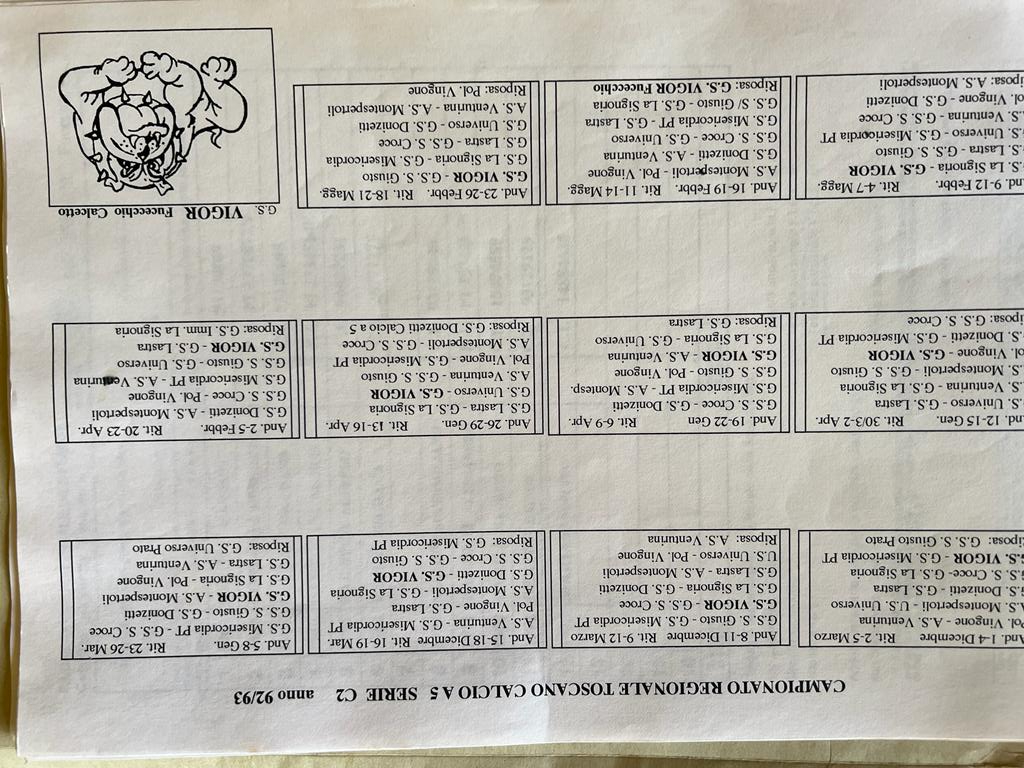 CAMPIONATO REGIONALE TOSCANO CALCIO A 5 SERIE C2 anno 92/93
And. 1-4 Dicembre Rit. 2-5 Marzo
Pol. Vingone - A.S. Venturina
A.S. Montespertoli - U.S. Universo
G.S. Donizetti - G.S. Lastra
G.S. S. Croce- G.S. La Signoria
G.S. VIGOR - G.S. Misericordia PT
Riposa: G.S. S. Giusto Prato
And. 8-11 Dicembre Rit. 9-12 Marzo
G.S. S. Giusto - G.S. Misericordia PT
G.S. VIGOR - G.S. S. Croce
G.S. La Signoria - G.S. Donizetti
G.S. Lastra - A.S. Montespertoli
U.S. Universo - Pol. Vingone
Riposa: A.S. Venturina
And. 15-18 Dicembre Rit. 16-19 Mar.
A.S. Venturina - G.S. Misericordia PT
Pol. Vingone - G.S. Lastra
A.S. Montespertoli - G.S. La Signoria
G.S. Donizetti - G.S. VIGOR
G.S. S. Croce - G.S. S. Giusto
Riposa: G.S. Misericordia PT
And. 5-8 Gen. Rit. 23-26 Mar.
G.S. Misericordia PT - G.S. S. Croce
G.S. S. Giusto - G.S. Donizetti
G.S. VIGOR - A.S. Montespertoli
G.S. La Signoria - Pol. Vingone
G.S. Lastra - A.S. Venturina
Riposa: G.S. Universo Prato
And. 12-15 Gen Rit. 30/3-2 Apr.
G.S. Universo - G.S. Lastra
A.S. Venturina - G.S. La Signoria
A.S. Montespertoli - G.S. S. Giusto
Pol. Vingone - G.S. VIGOR
G.S. Donizetti - G.S. Misericordia PT
Riposa: G.S. S. Croce
And. 19-22 Gen Rit. 6-9 Apr.
G.S. S. Croce - G.S. Donizetti
G.S. Misericordia PT - A.S. Montesp.
G.S. S. Giusto - Pol. Vingone
G.S. VIGOR - A.S. Venturina
G.S. La Signoria - G.S. Universo
Riposa: G.S. Lastra
And. 26-29 Gen Rit. 13-16 Apr.
G.S. Lastra - G.S. La Signoria
G.S. Universo - G.S. VIGOR
A.S. Venturina - G.S. S. Giusto
Pol. Vingone - G.S. Misericordia PT
A.S. Montespertoli - G.S. S. Croce
Riposa: G.S. Donizetti Calcio a 5
And. 2-5 Febbr. Rit. 20-23 Apr.
G.S. Donizetti - A.S. Montespertoli
G.S. S. Croce - Pol. Vingone
G.S. Misericordia PT - A.S. Venturina
G.S. S. Giusto - G.S. Universo
G.S. VIGOR - G.S. Lastra
Riposa: G.S. Imm. La Signoria
And. 9-12 Febbr. Rit. 4-7 Magg.
G.S. La Signoria - G.S. VIGOR
G.S. Lastra - G.S. S. Giusto
G.S. Universo - G.S. Misericordia PT
A.S. Venturina - G.S. S. Croce
Pol. Vingone - G.S. Donizetti
Riposa: A.S. Montespertoli
And. 16-19 Febbr. Rit. 11-14 Magg.
A.S. Montespertoli - Pol. Vingone
G.S. Donizetti - A.S. Venturina
G.S. S. Croce - G.S. Universo
G.S. Misericordia PT - G.S. Lastra
G.S. S/ Giusto - G.S. La Signoria
Riposa: G.S. VIGOR Fucecchio
And. 23-26 Febbr. Rit. 18-21 Magg.
G.S. VIGOR - G.S. S. Giusto
G.S. La Signoria - G.S. Misericordia
G.S. Lastra - G.S. S. Croce
G.S. Universo - G.S. Donizetti
A.S. Venturina - A.S. Montespertoli
Riposa: Pol. Vingone
G.S. VIGOR Fucecchio Calcetto